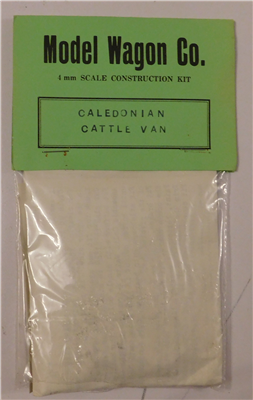 Model Wagon Co.
4 mm SCALE CONSTRUCTION KIT
CALEDONIAN
CATTLE VAN